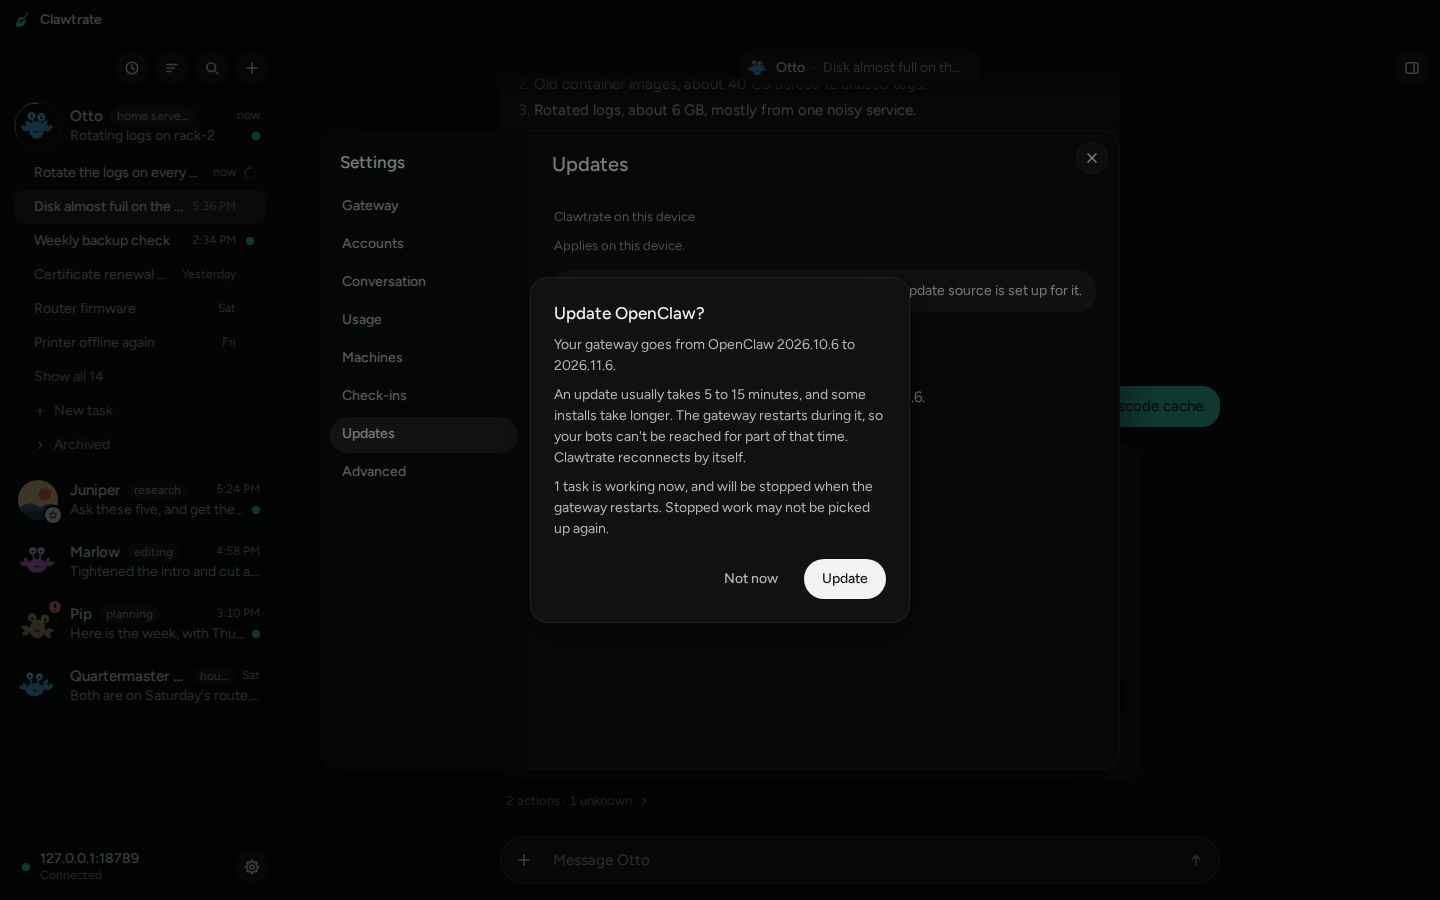 Clawtrate
Otto home serve... now
Rotating logs on rack-2
Rotate the logs on every ... now
Disk almost full on the ... 5:36 PM
Weekly backup check 2:34 PM
Certificate renewal ... Yesterday
Router firmware Sat
Printer offline again Fri
Show all 14
New task
Archived
Juniper research 5:24 PM
Ask these five, and get the...
Marlow editing 4:58 PM
Tightened the intro and cut a...
Pip planning 3:10 PM
Here is the week, with Thu...
Quartermaster ... hou... Sat
Both are on Saturday's route,...
127.0.0.1:18789
Connected
Otto · Disk almost full on th...
2. Old container images, about 40 GB across 12 unused tags.
3. Rotated logs, about 6 GB, mostly from one noisy service.
Settings
Gateway
Accounts
Conversation
Usage
Machines
Check-ins
Updates
Advanced
Updates
Clawtrate on this device
Applies on this device.
pdate source is set up for it.
.6.
scode cache.
Update OpenClaw?
Your gateway goes from OpenClaw 2026.10.6 to
2026.11.6.
An update usually takes 5 to 15 minutes, and some
installs take longer. The gateway restarts during it, so
your bots can't be reached for part of that time.
Clawtrate reconnects by itself.
1 task is working now, and will be stopped when the
gateway restarts. Stopped work may not be picked
up again.
Not now
Update
2 actions · 1 unknown
Message Otto